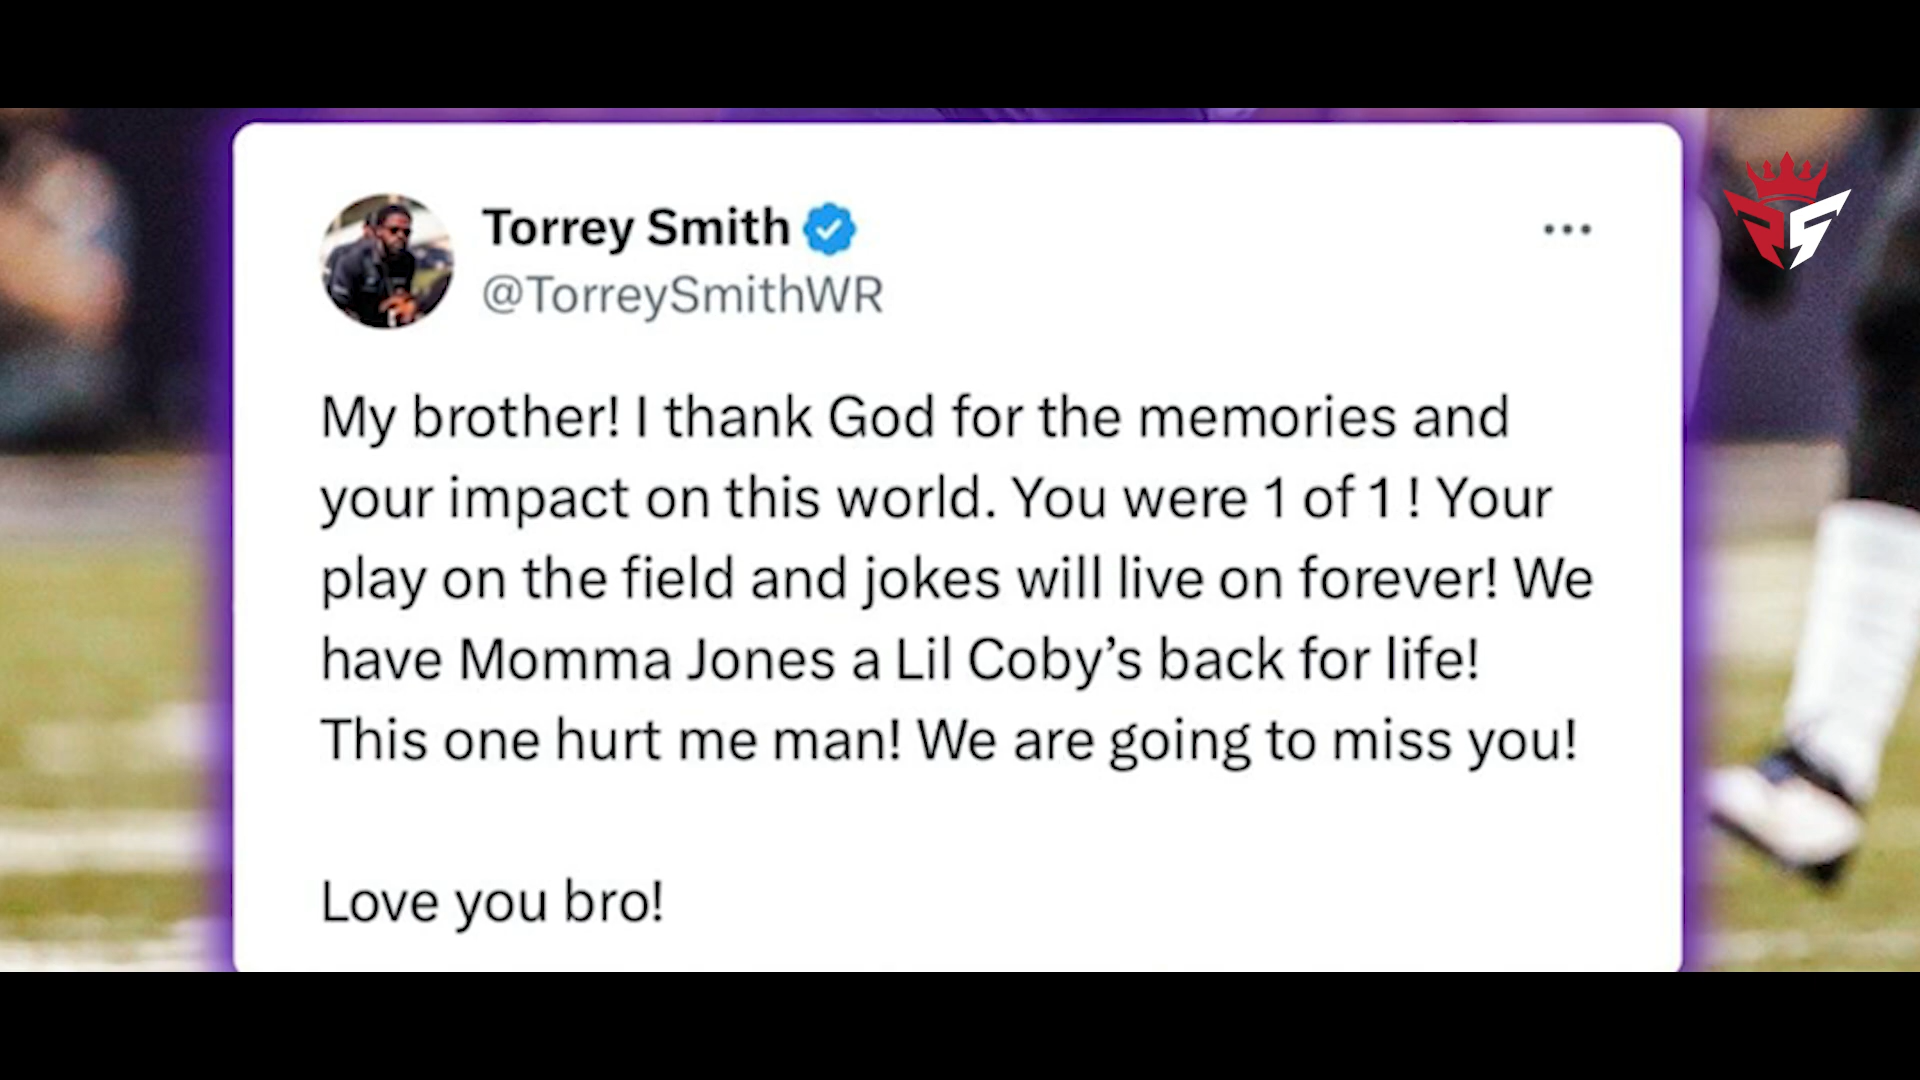 Torrey Smith
@TorreySmithWR
My brother! I thank God for the memories and
your impact on this world. You were 1 of 1 ! Your
play on the field and jokes will live on forever! We
have Momma Jones a Lil Coby’s back for life!
This one hurt me man! We are going to miss you!
Love you bro!